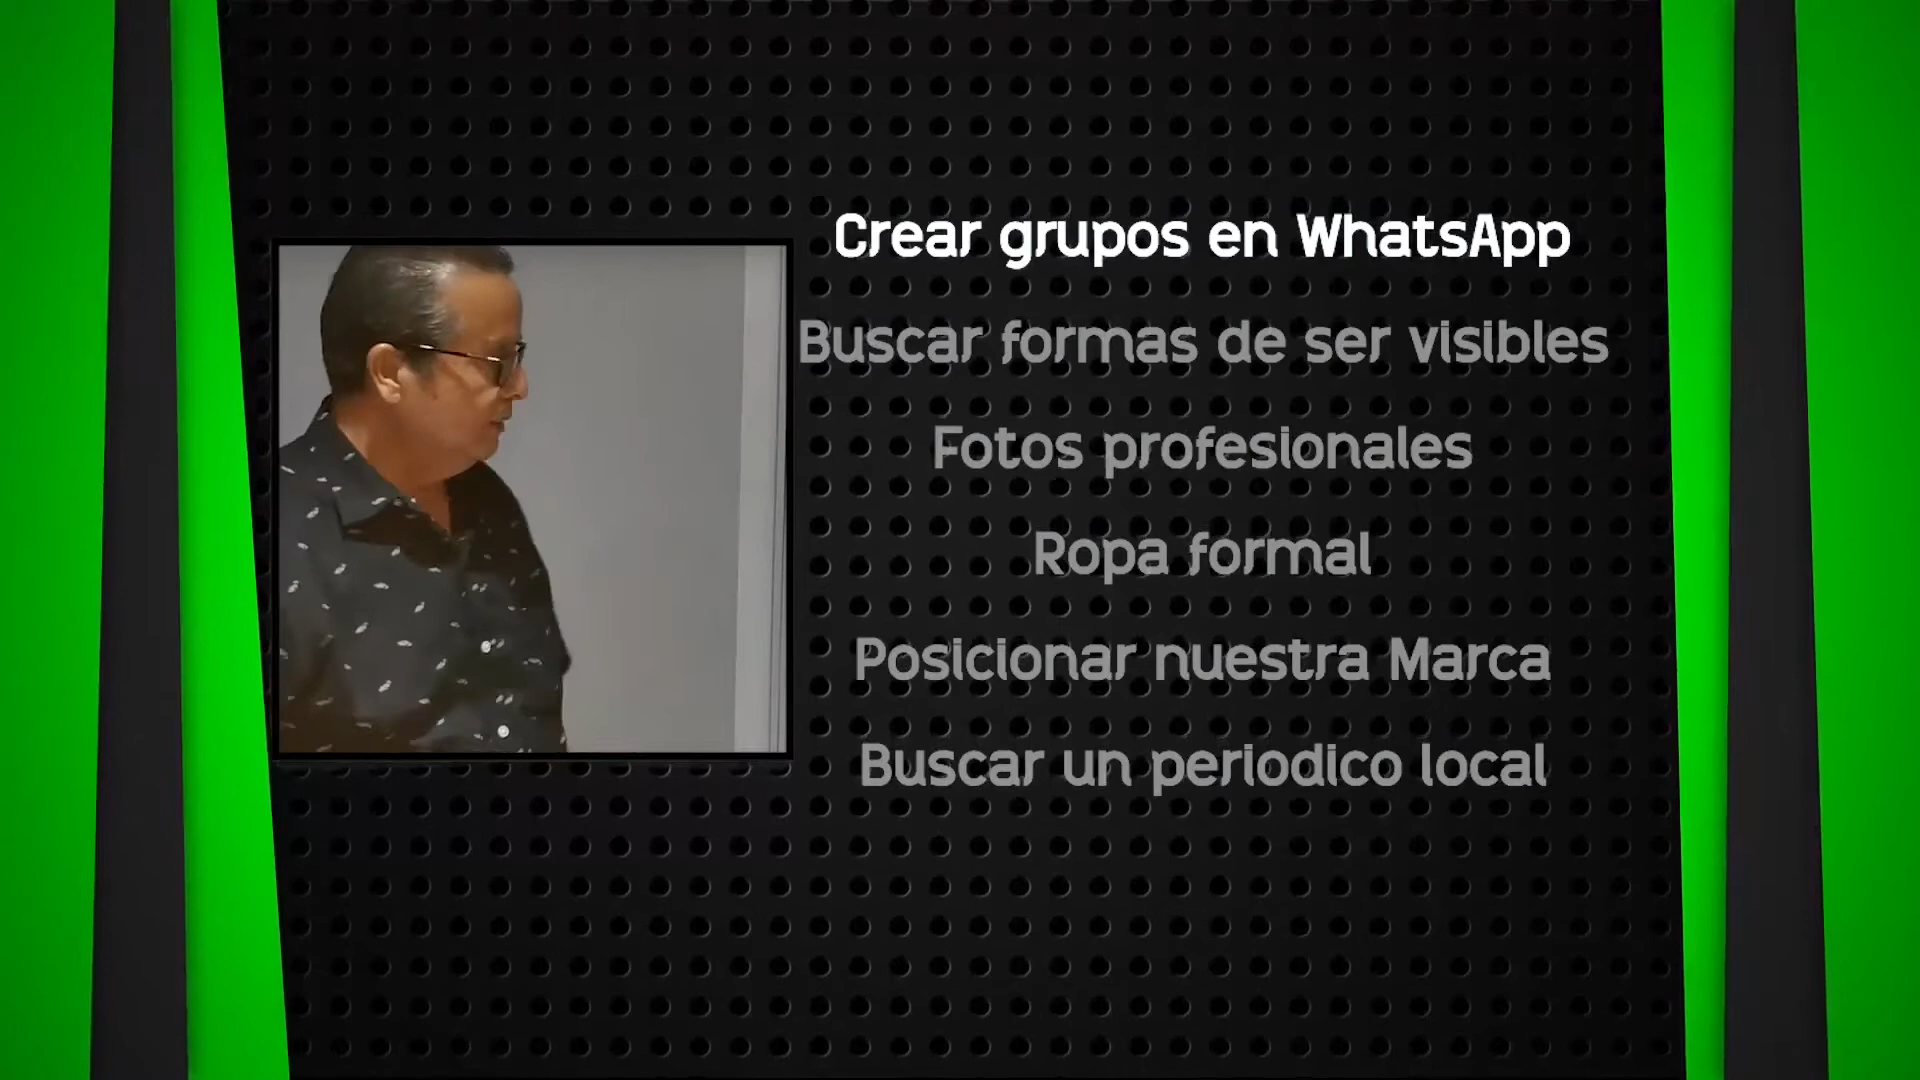 Crear grupos en WhatsApp
Buscar formas de ser visibles
Fotos profesionales
Ropa formal
Posicionar nuestra Marca
Buscar un periodico local